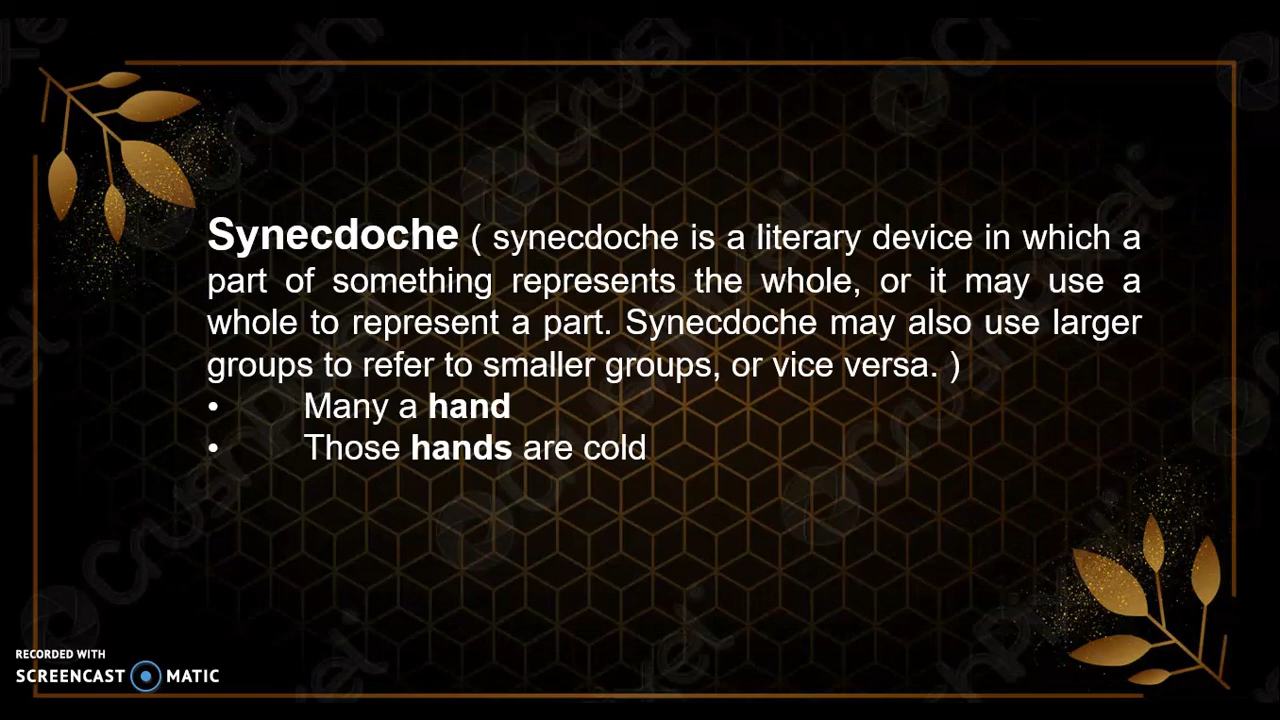 Synecdoche ( synecdoche is a literary device in which a
part of something represents the whole, or it may use a
whole to represent a part. Synecdoche may also use larger
groups to refer to smaller groups, or vice versa. )
• Many a hand
• Those hands are cold
RECORDED WITH
SCREENCAST MATIC